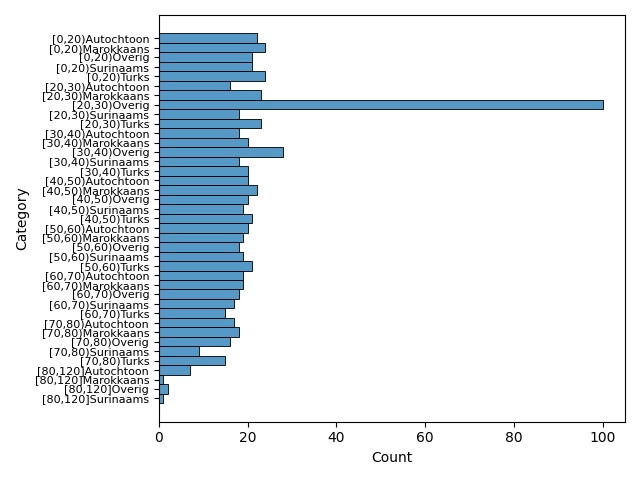 [0,20)Autochtoon
[0,20)Marokkaans
[0,20)Overig
[0,20)Surinaams
[0,20)Turks
[20,30)Autochtoon
[20,30)Marokkaans
[20,30)Overig
[20,30)Surinaams
[20,30)Turks
[30,40)Autochtoon
[30,40)Marokkaans
[30,40)Overig
[30,40)Surinaams
[30,40)Turks
[40,50)Autochtoon
[40,50)Marokkaans
[40,50)Overig
[40,50)Surinaams
[40,50)Turks
[50,60)Autochtoon
[50,60)Marokkaans
[50,60)Overig
[50,60)Surinaams
[50,60)Turks
[60,70)Autochtoon
[60,70)Marokkaans
[60,70)Overig
[60,70)Surinaams
[60,70)Turks
[70,80)Autochtoon
[70,80)Marokkaans
[70,80)Overig
[70,80)Surinaams
[70,80)Turks
[80,120]Autochtoon
[80,120]Marokkaans
[80,120]Overig
[80,120]Surinaams
Category
0 20 40 60 80 100
Count